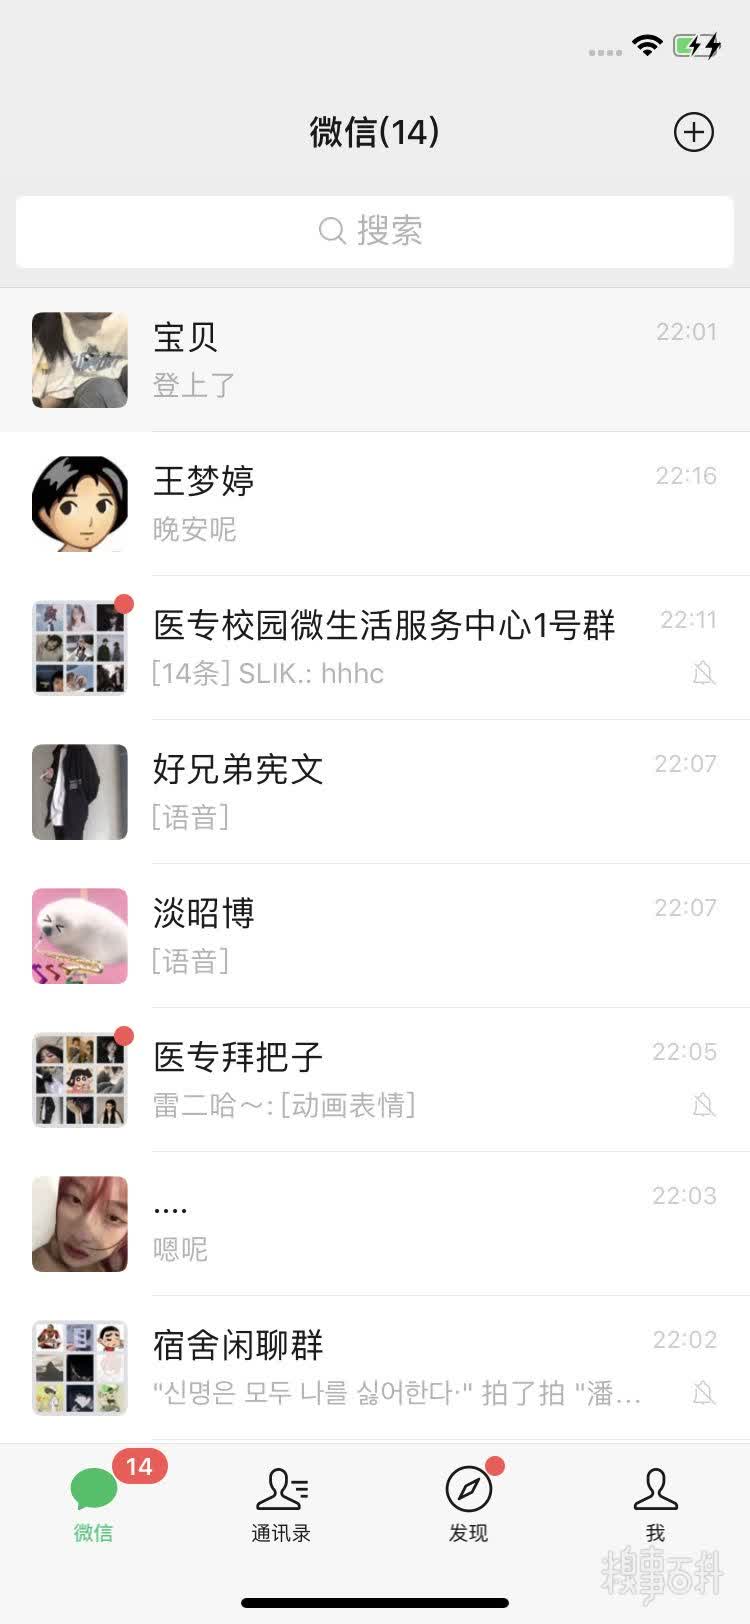 微信(14)
搜索
宝贝 22:01
登上了
王梦婷 22:16
晚安呢
医专校园微生活服务中心1号群 22:11
[14条] SLIK.: hhhc
好兄弟宪文 22:07
[语音]
淡昭博 22:07
[语音]
医专拜把子 22:05
雷二哈～: [动画表情]
.... 22:03
嗯呢
宿舍闲聊群 22:02
"신명은 모두 나를 싫어한다·" 拍了拍 "潘...
14
微信 通讯录 发现 我
糗事百科